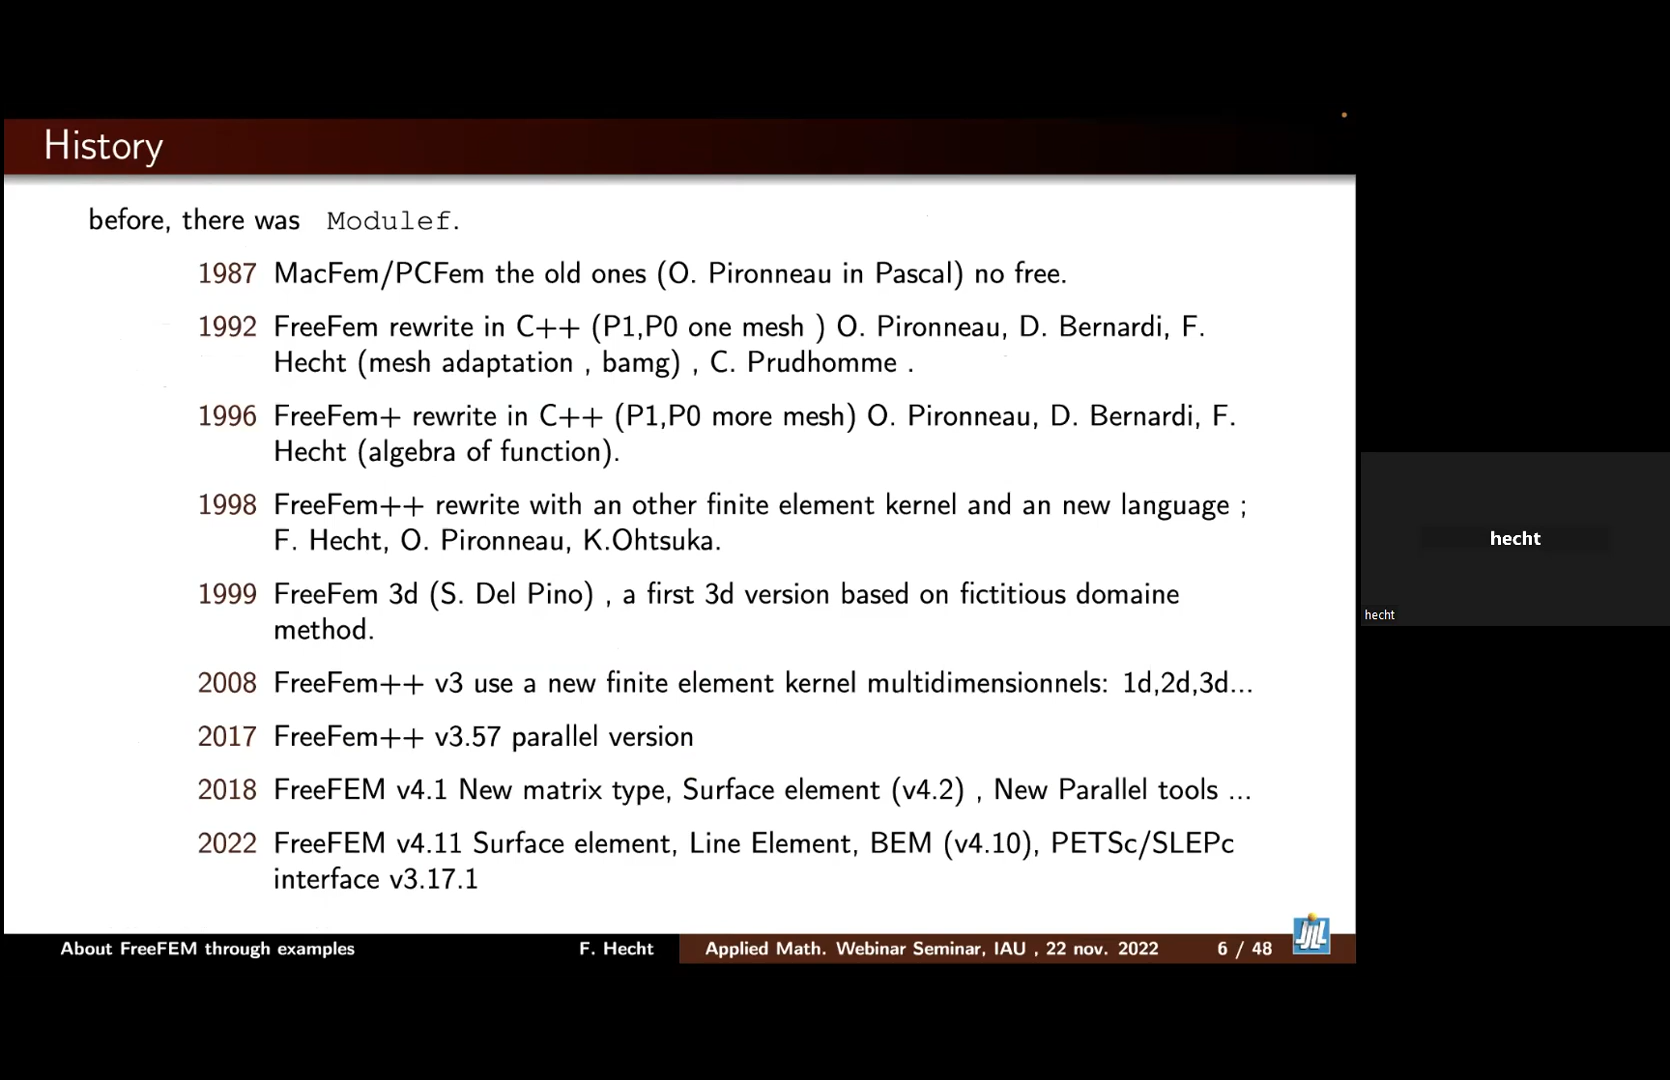 History
before, there was Modulef.
1987 MacFem/PCFem the old ones (O. Pironneau in Pascal) no free.
1992 FreeFem rewrite in C++ (P1,P0 one mesh ) O. Pironneau, D. Bernardi, F.
Hecht (mesh adaptation , bamg) , C. Prudhomme .
1996 FreeFem+ rewrite in C++ (P1,P0 more mesh) O. Pironneau, D. Bernardi, F.
Hecht (algebra of function).
1998 FreeFem++ rewrite with an other finite element kernel and an new language ;
F. Hecht, O. Pironneau, K.Ohtsuka.
1999 FreeFem 3d (S. Del Pino) , a first 3d version based on fictitious domaine
method.
2008 FreeFem++ v3 use a new finite element kernel multidimensionnels: 1d,2d,3d...
2017 FreeFem++ v3.57 parallel version
2018 FreeFEM v4.1 New matrix type, Surface element (v4.2) , New Parallel tools ...
2022 FreeFEM v4.11 Surface element, Line Element, BEM (v4.10), PETSc/SLEPc
interface v3.17.1
About FreeFEM through examples F. Hecht Applied Math. Webinar Seminar, IAU , 22 nov. 2022 6 / 48
JJLL
hecht
hecht